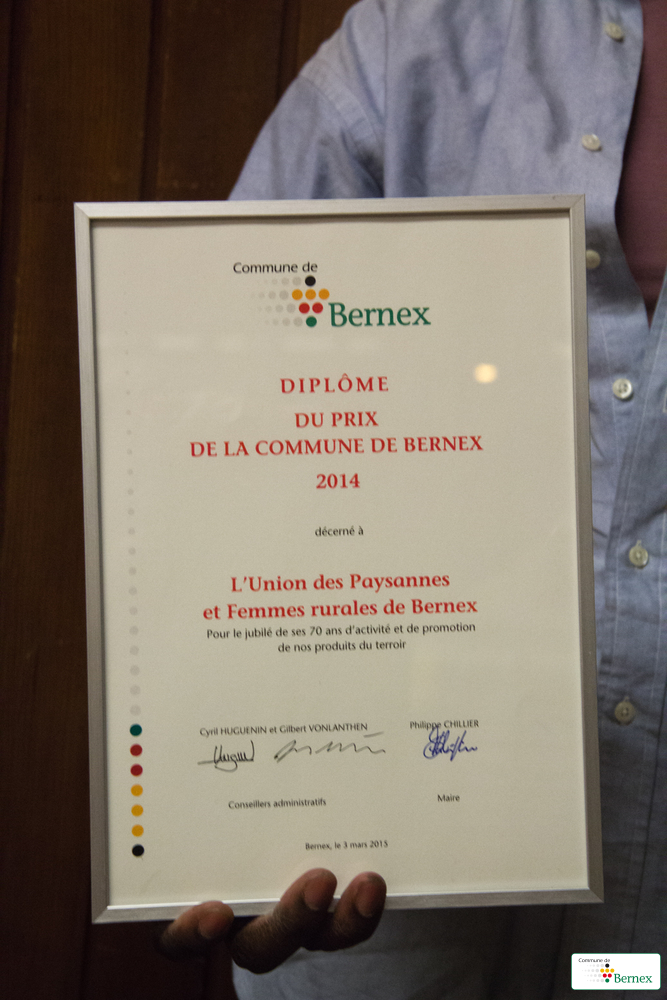 Commune de
Bernex
DIPLÔME
DU PRIX
DE LA COMMUNE DE BERNEX
2014
décerné à
L'Union des Paysannes
et Femmes rurales de Bernex
Pour le jubilé de ses 70 ans d'activité et de promotion
de nos produits du terroir
Cyril HUGUENIN et Gilbert VONLANTHEN
Philippe CHILLIER
Conseillers administratifs
Maire
Bernex, le 3 mars 2015
Commune de
Bernex